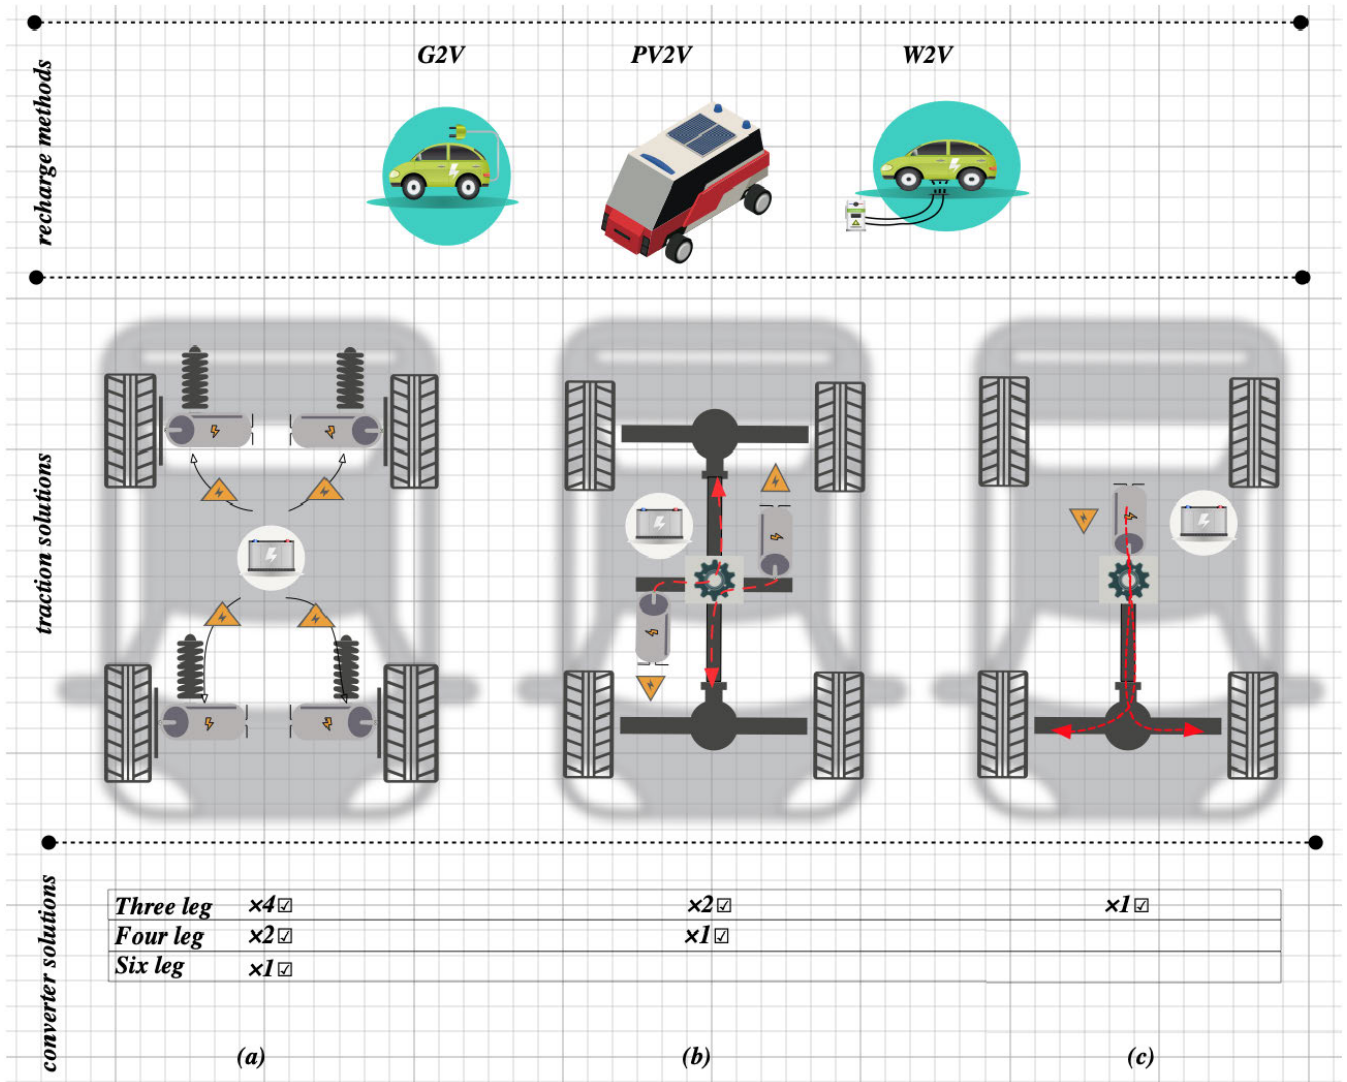 recharge methods
G2V PV2V W2V
traction solutions
converter solutions
Three leg ×4☑ ×2☑ ×1☑
Four leg ×2☑ ×1☑
Six leg ×1☑
(a) (b) (c)